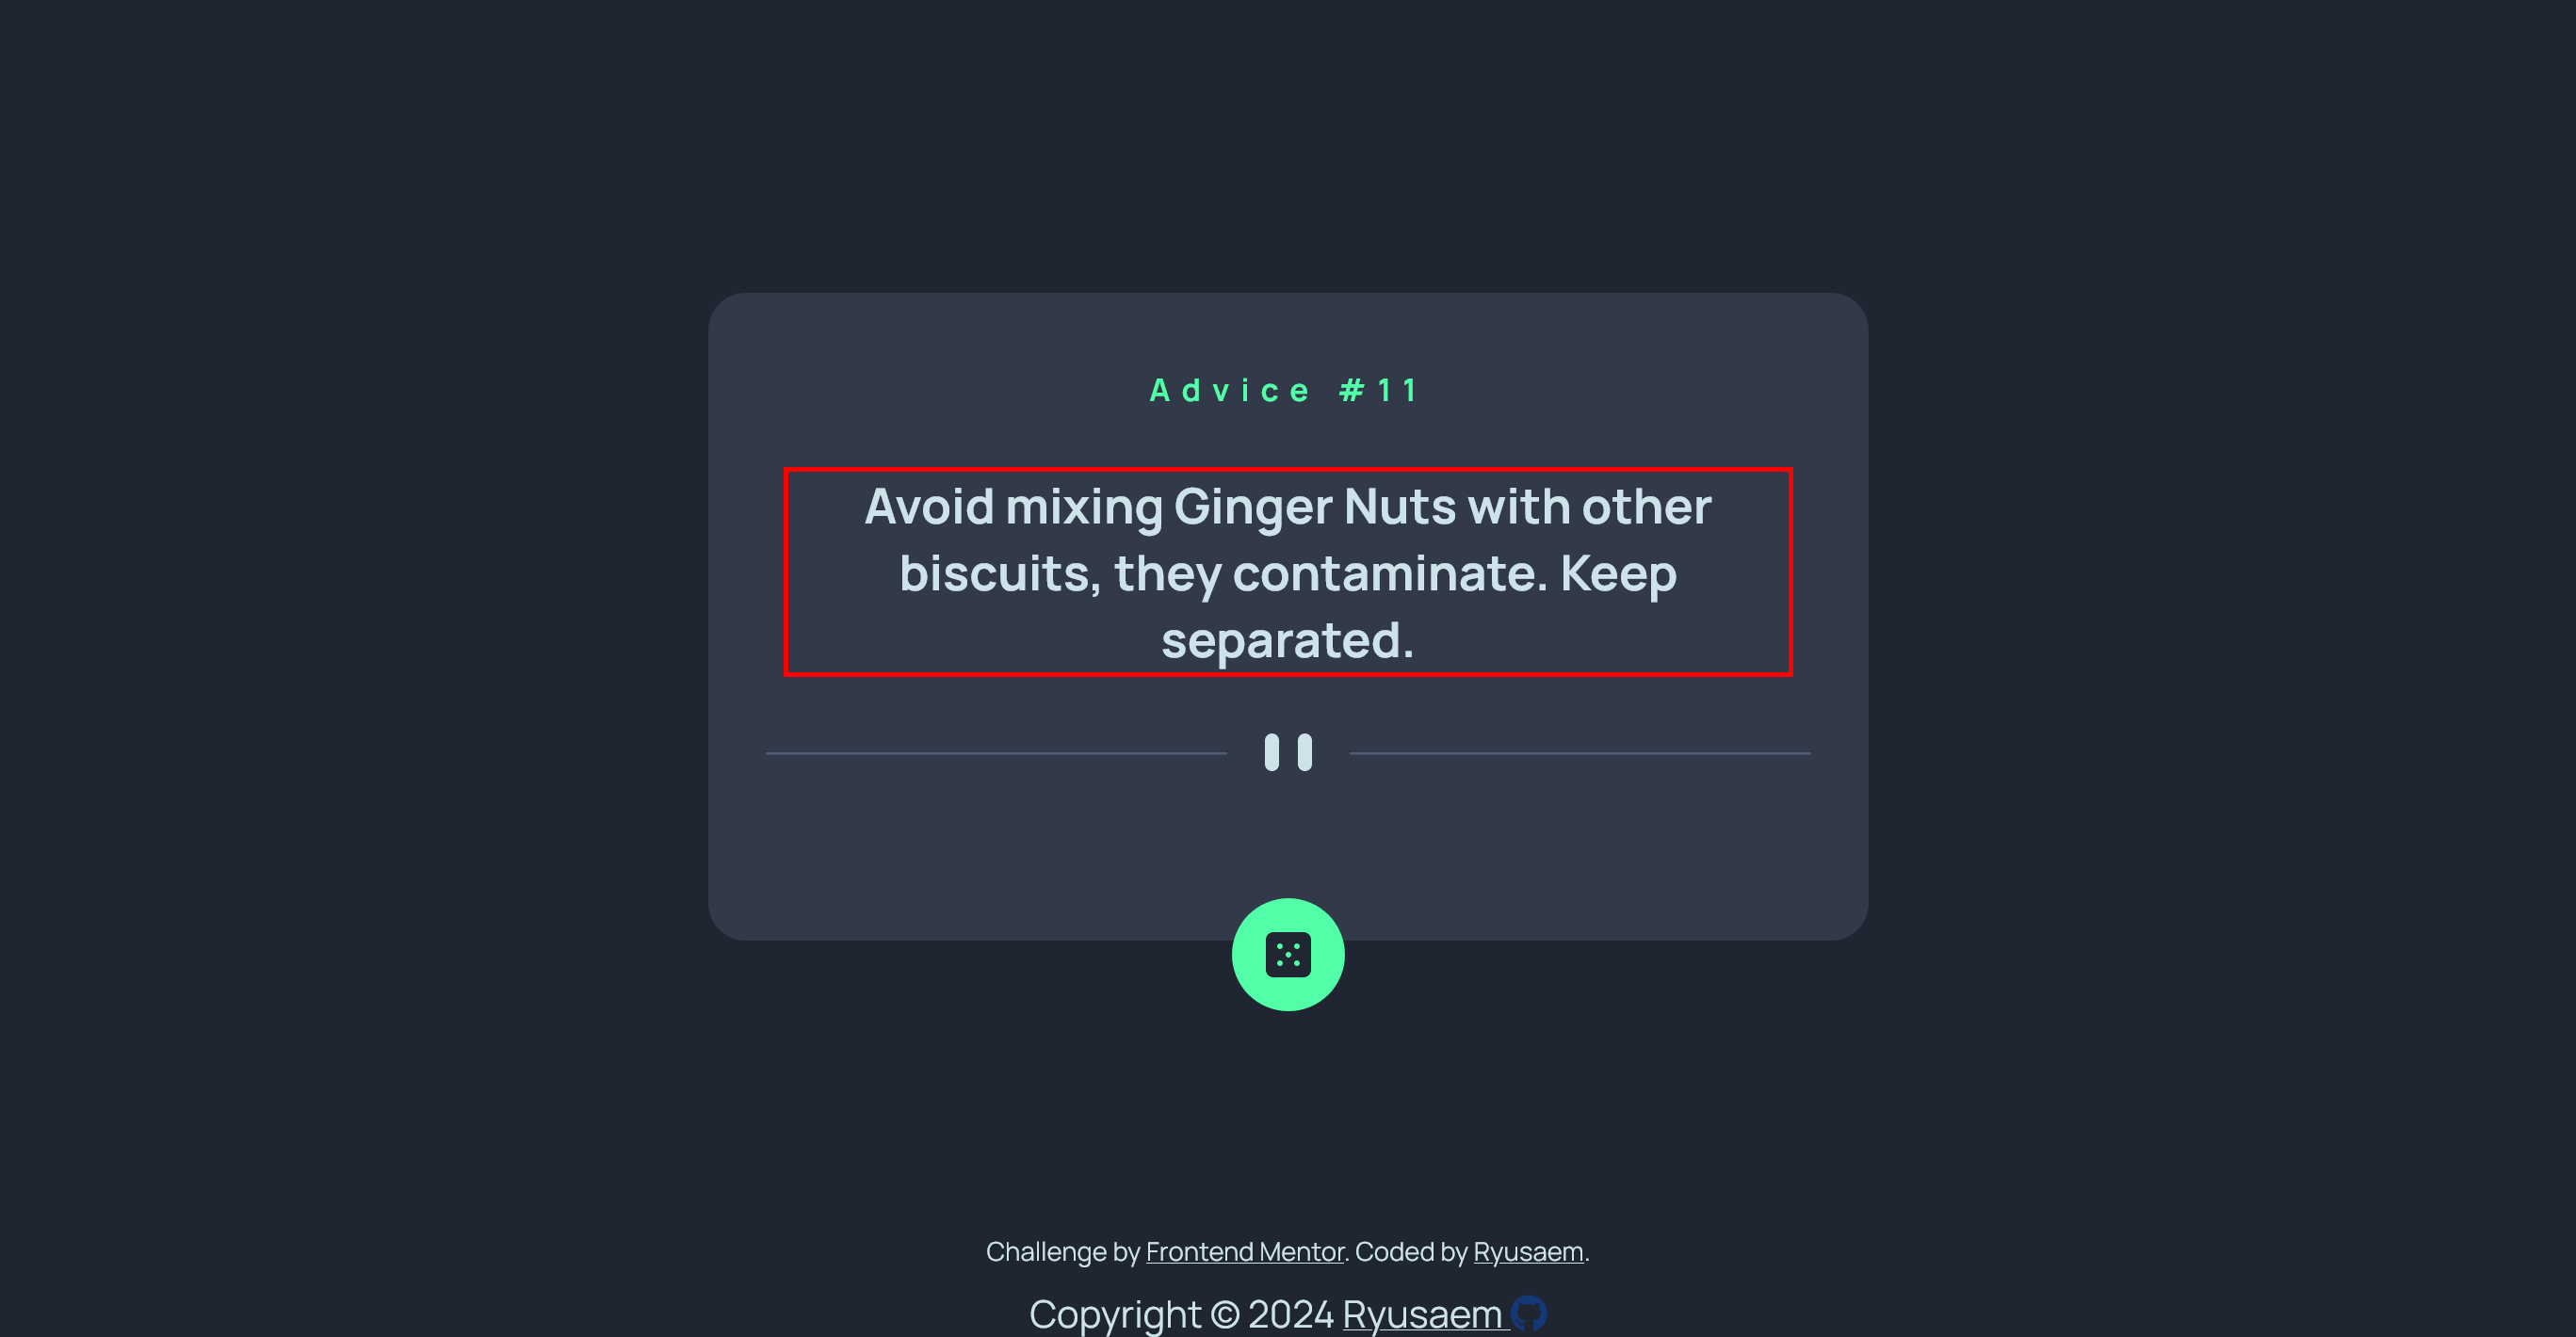 Advice #11
Avoid mixing Ginger Nuts with other
biscuits, they contaminate. Keep
separated.
Challenge by Frontend Mentor. Coded by Ryusaem.
Copyright © 2024 Ryusaem